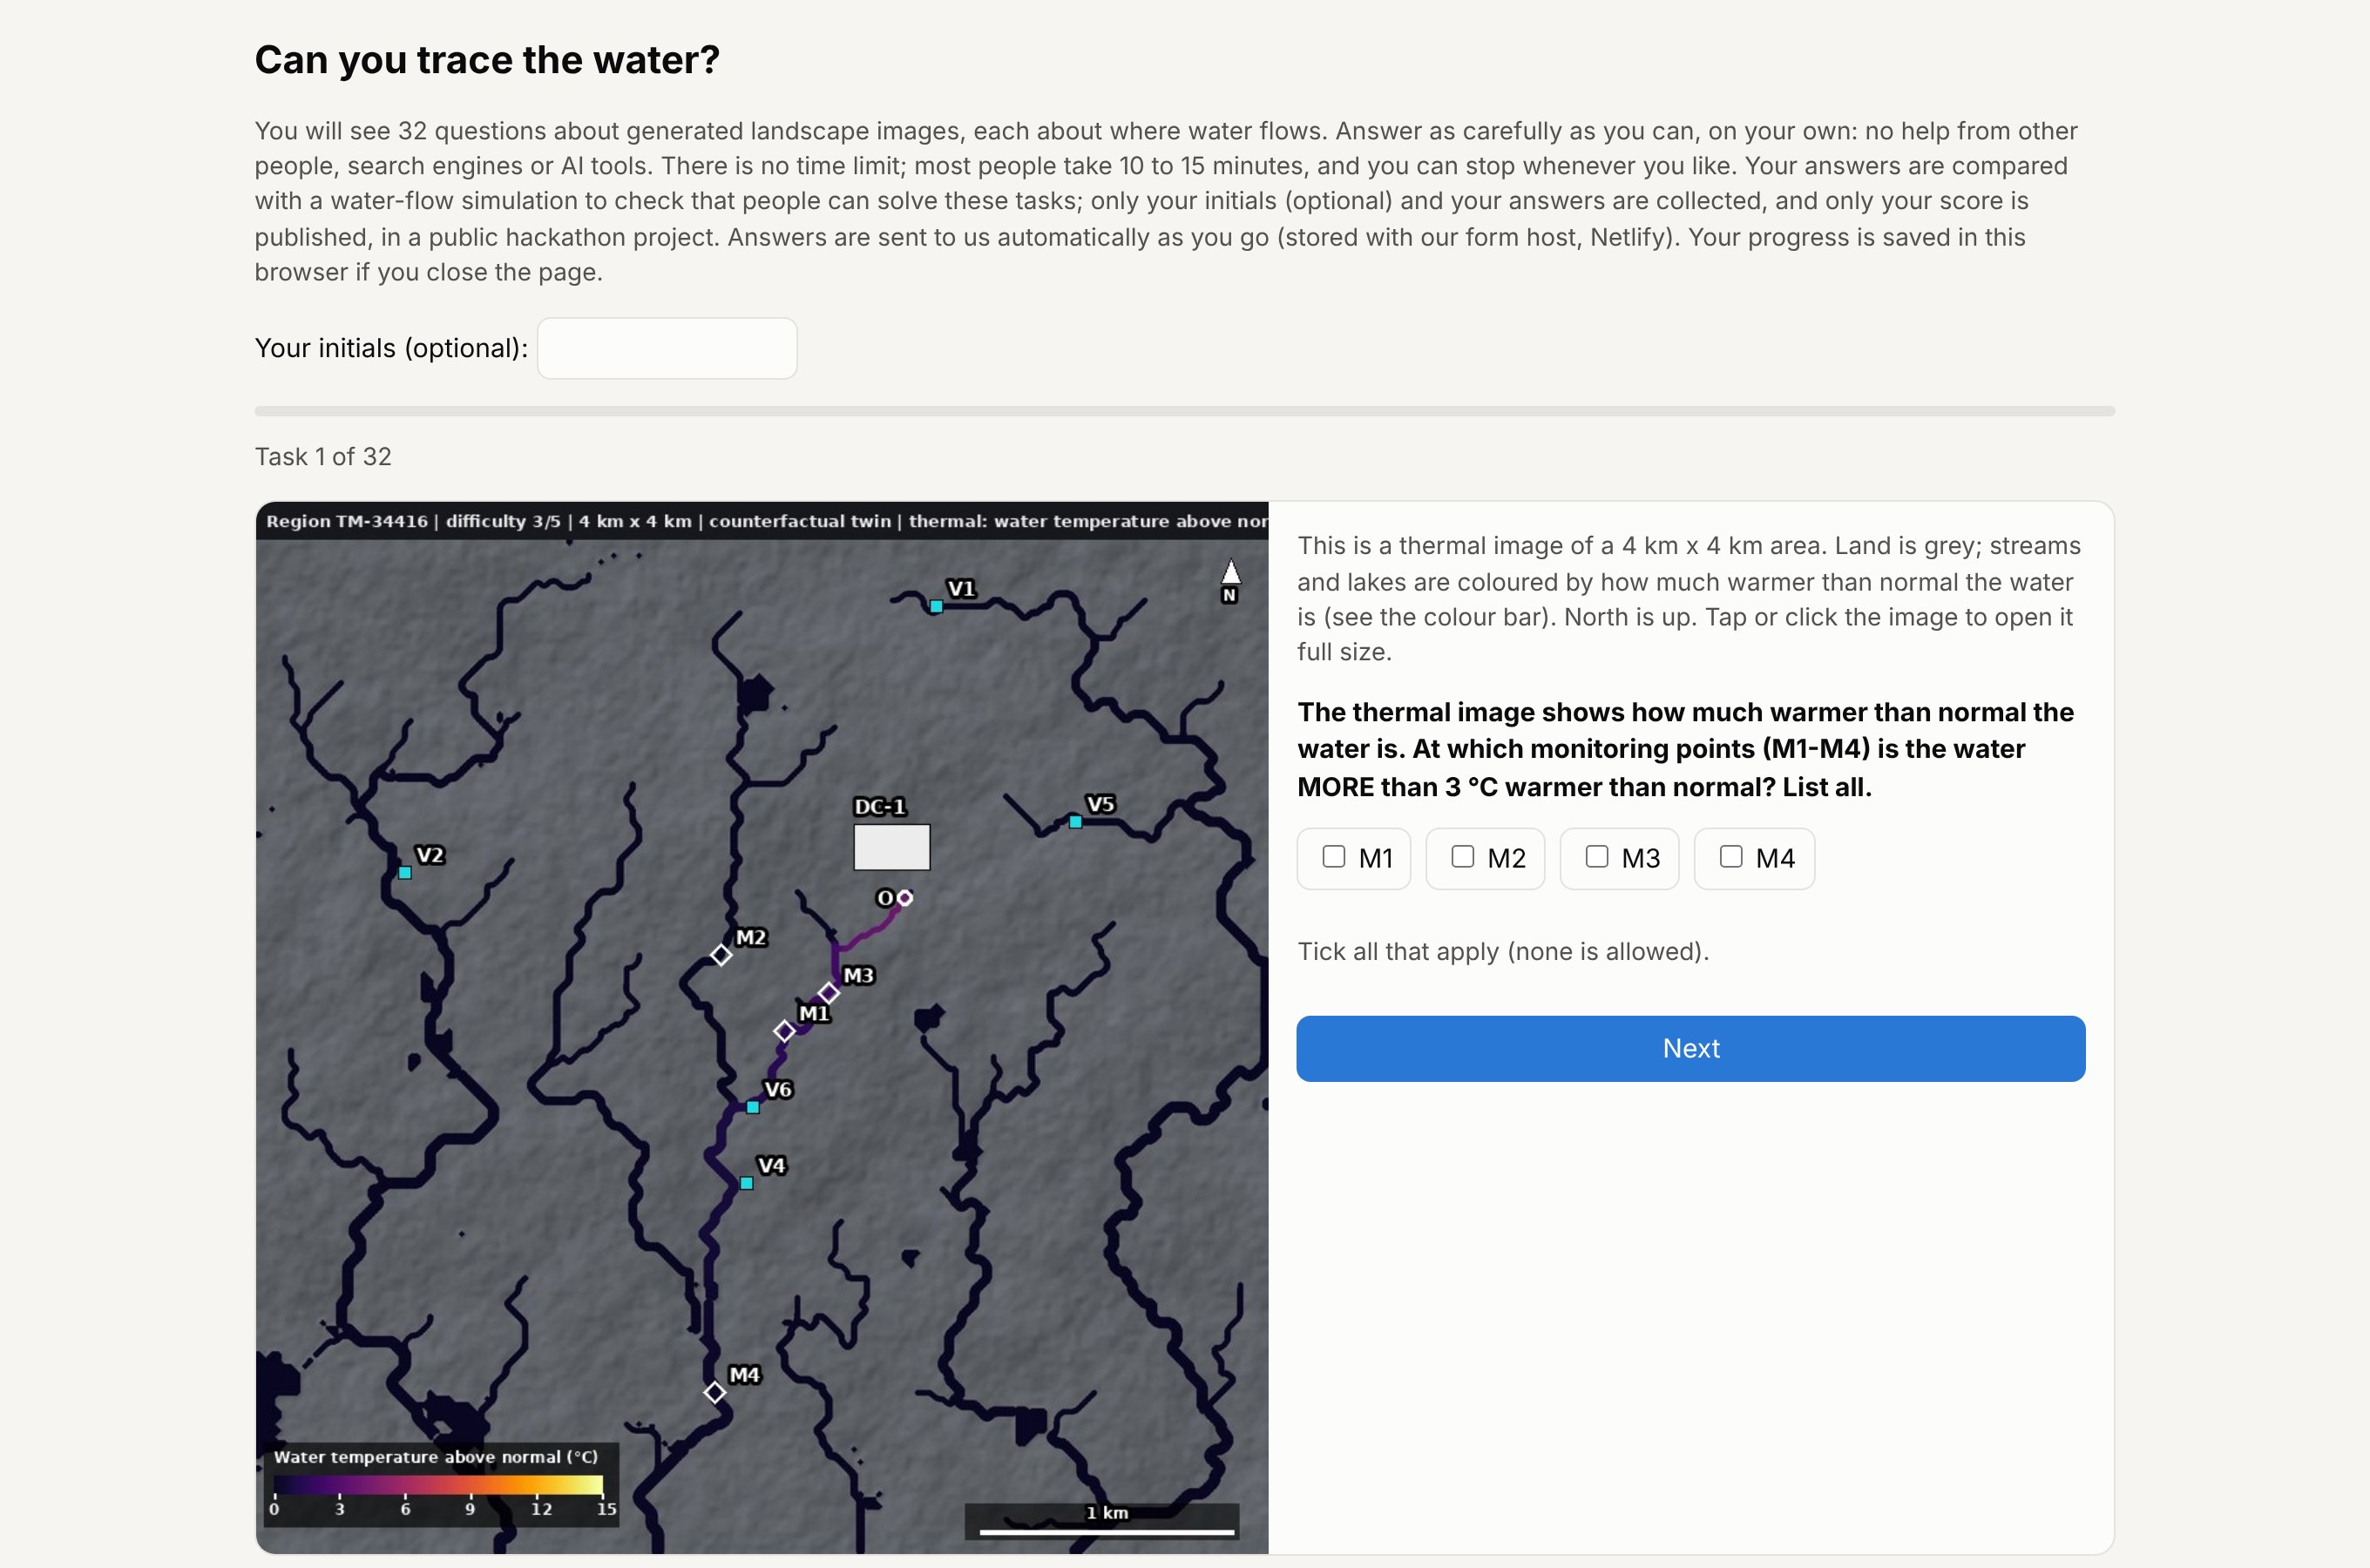 Can you trace the water?
You will see 32 questions about generated landscape images, each about where water flows. Answer as carefully as you can, on your own: no help from other
people, search engines or AI tools. There is no time limit; most people take 10 to 15 minutes, and you can stop whenever you like. Your answers are compared
with a water-flow simulation to check that people can solve these tasks; only your initials (optional) and your answers are collected, and only your score is
published, in a public hackathon project. Answers are sent to us automatically as you go (stored with our form host, Netlify). Your progress is saved in this
browser if you close the page.
Your initials (optional):
Task 1 of 32
Region TM-34416 | difficulty 3/5 | 4 km x 4 km | counterfactual twin | thermal: water temperature above nor
V1
N
DC-1
V5
V2
O
M2
M3
M1
V6
V4
M4
Water temperature above normal (°C)
0 3 6 9 12 15
1 km
This is a thermal image of a 4 km x 4 km area. Land is grey; streams
and lakes are coloured by how much warmer than normal the water
is (see the colour bar). North is up. Tap or click the image to open it
full size.
The thermal image shows how much warmer than normal the
water is. At which monitoring points (M1-M4) is the water
MORE than 3 °C warmer than normal? List all.
M1 M2 M3 M4
Tick all that apply (none is allowed).
Next